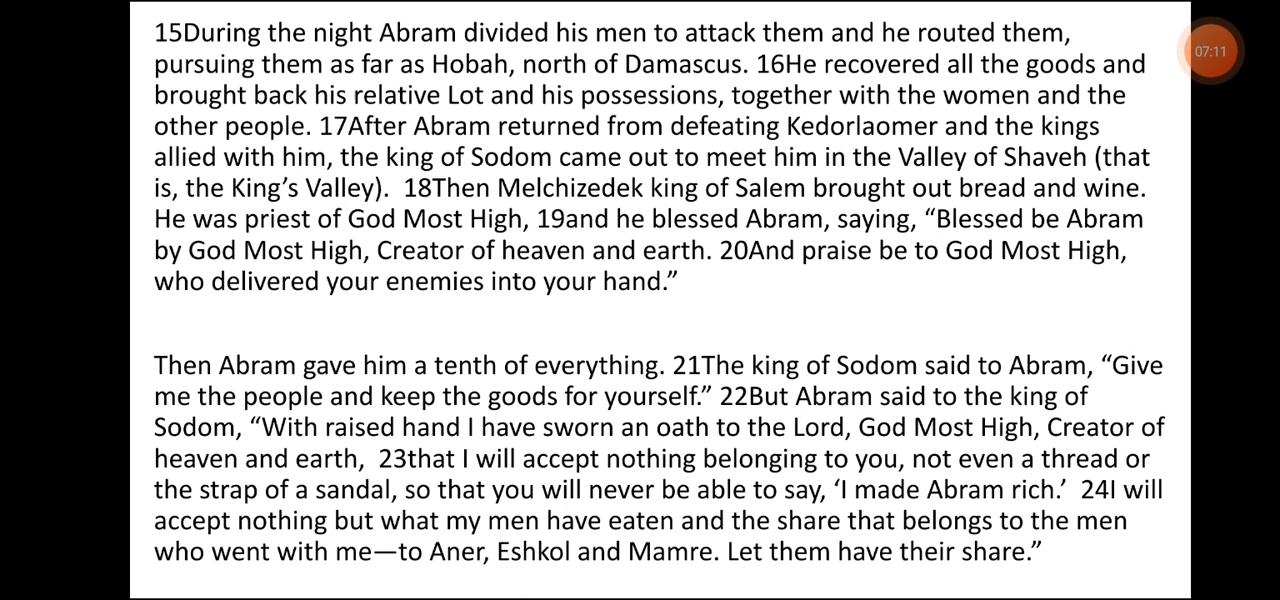 15During the night Abram divided his men to attack them and he routed them,
pursuing them as far as Hobah, north of Damascus. 16He recovered all the goods and
brought back his relative Lot and his possessions, together with the women and the
other people. 17After Abram returned from defeating Kedorlaomer and the kings
allied with him, the king of Sodom came out to meet him in the Valley of Shaveh (that
is, the King’s Valley).  18Then Melchizedek king of Salem brought out bread and wine.
He was priest of God Most High, 19and he blessed Abram, saying, “Blessed be Abram
by God Most High, Creator of heaven and earth. 20And praise be to God Most High,
who delivered your enemies into your hand.”
Then Abram gave him a tenth of everything. 21The king of Sodom said to Abram, “Give
me the people and keep the goods for yourself.” 22But Abram said to the king of
Sodom, “With raised hand I have sworn an oath to the Lord, God Most High, Creator of
heaven and earth,  23that I will accept nothing belonging to you, not even a thread or
the strap of a sandal, so that you will never be able to say, ‘I made Abram rich.’  24I will
accept nothing but what my men have eaten and the share that belongs to the men
who went with me—to Aner, Eshkol and Mamre. Let them have their share.”
07:11